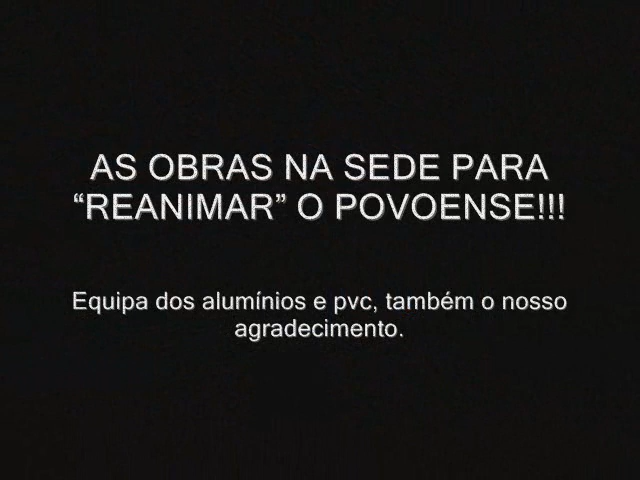 AS OBRAS NA SEDE PARA
“REANIMAR” O POVOENSE!!!
Equipa dos alumínios e pvc, também o nosso
agradecimento.